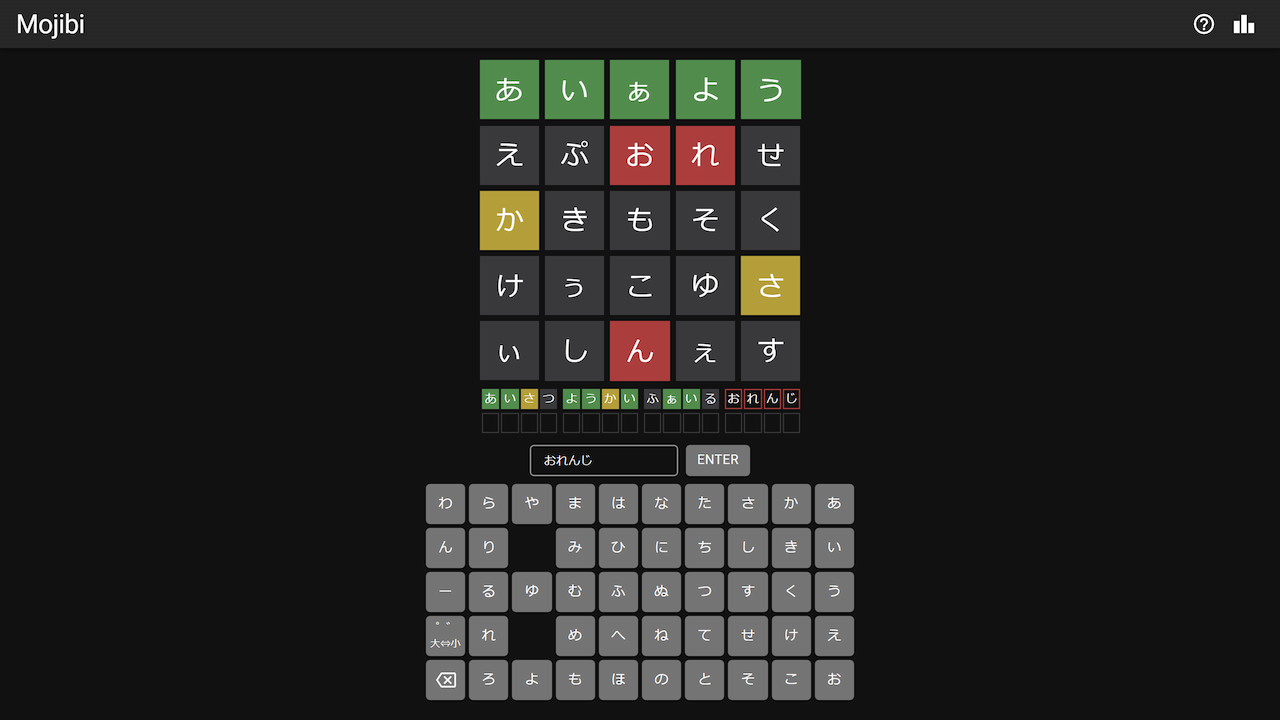 Mojibi
あ い ぁ よ う
え ぷ お れ せ
か き も そ く
け ぅ こ ゆ さ
ぃ し ん ぇ す
あいさつ ようかい ふぁいる おれんじ
おれんじ ENTER
わ ら や ま は な た さ か あ
ん り み ひ に ち し き い
ー る ゆ む ふ ぬ つ す く う
゜ ゛ 大⇔小 れ め へ ね て せ け え
ろ よ も ほ の と そ こ お